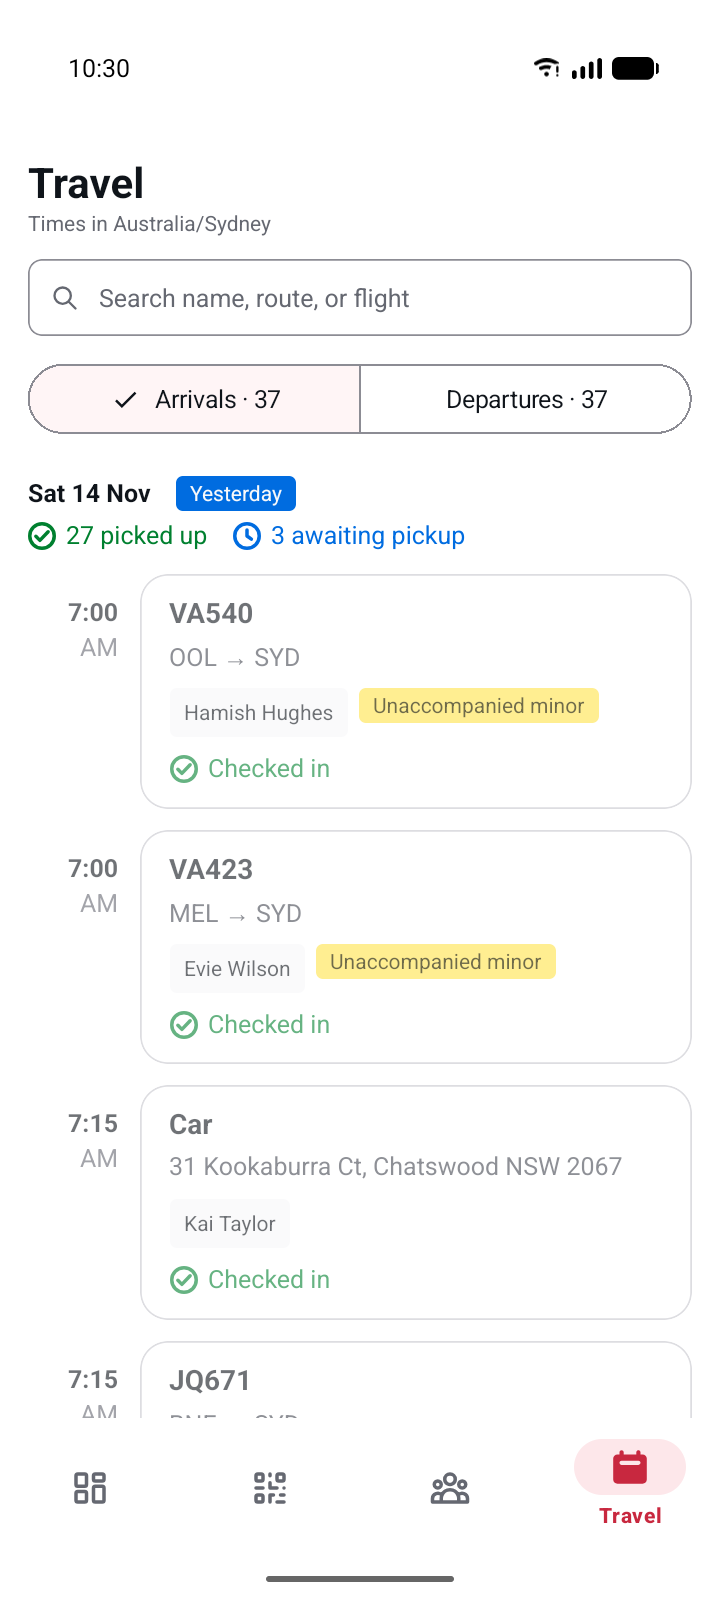 10:30
Travel
Times in Australia/Sydney
Search name, route, or flight
Arrivals · 37
Departures · 37
Sat 14 Nov
Yesterday
27 picked up
3 awaiting pickup
7:00
AM
VA540
OOL → SYD
Hamish Hughes
Unaccompanied minor
Checked in
7:00
AM
VA423
MEL → SYD
Evie Wilson
Unaccompanied minor
Checked in
7:15
AM
Car
31 Kookaburra Ct, Chatswood NSW 2067
Kai Taylor
Checked in
7:15
AM
JQ671
Travel